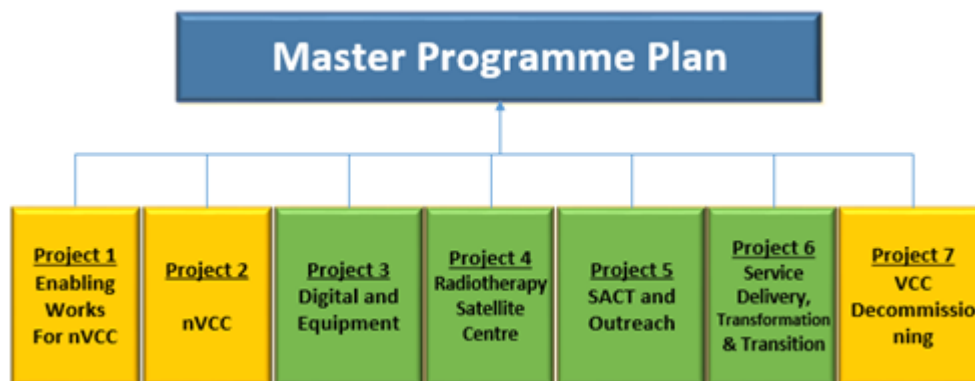 Master Programme Plan
Project 1
Enabling
Works
For nVCC
Project 2
nVCC
Project 3
Digital and
Equipment
Project 4
Radiotherapy
Satellite
Centre
Project 5
SACT and
Outreach
Project 6
Service
Delivery,
Transformation
& Transition
Project 7
VCC
Decommissio
ning